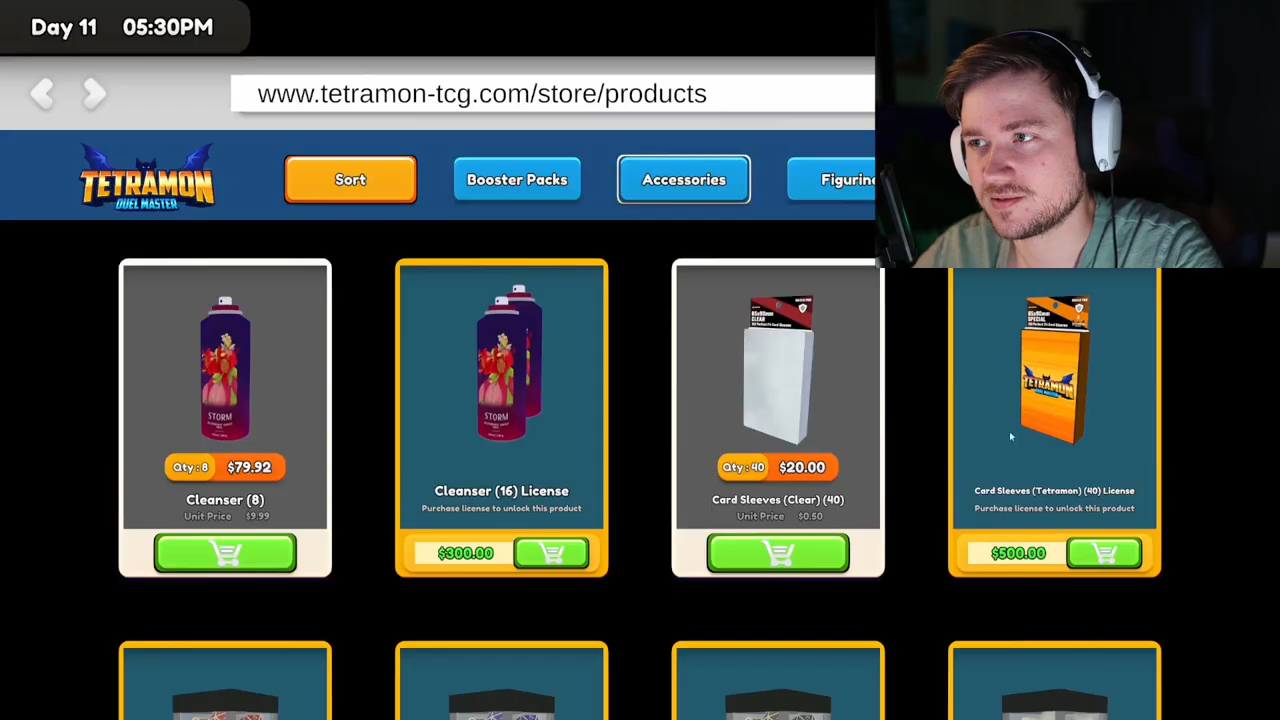 Day 11 05:30PM
www.tetramon-tcg.com/store/products
TETRAMON
DUEL MASTER
Sort
Booster Packs
Accessories
Figurine
STORM
Qty : 8 $79.92
Cleanser (8)
Unit Price $9.99
STORM
Cleanser (16) License
Purchase license to unlock this product
$300.00
CLEAR
Qty : 40 $20.00
Card Sleeves (Clear) (40)
Unit Price $0.50
SPECIAL
TETRAMON
Card Sleeves (Tetramon) (40) License
Purchase license to unlock this product
$500.00